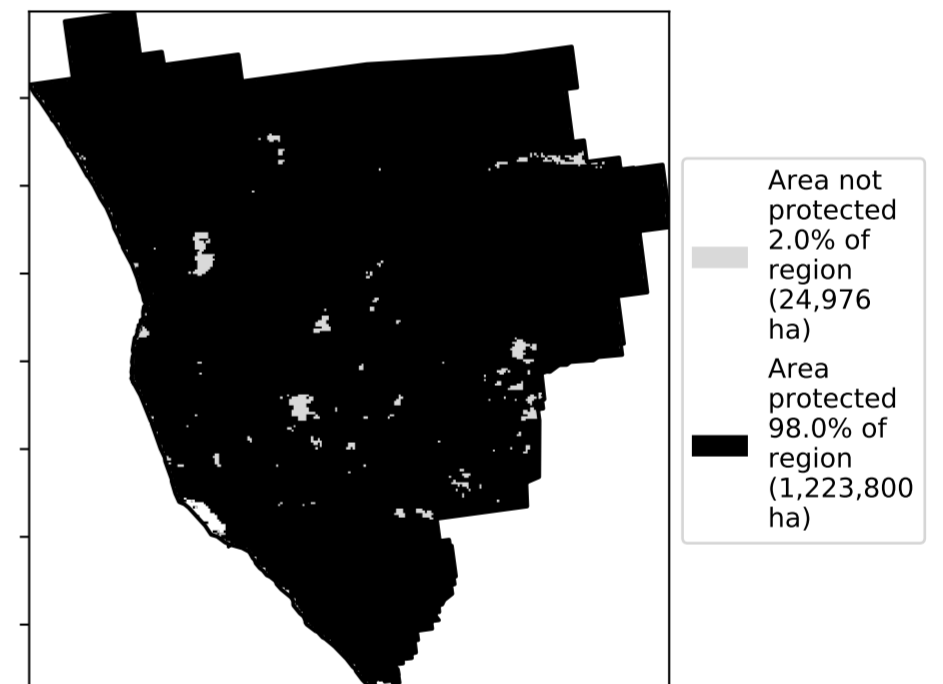 Area not
protected
2.0% of
region
(24,976
ha)
Area
protected
98.0% of
region
(1,223,800
ha)